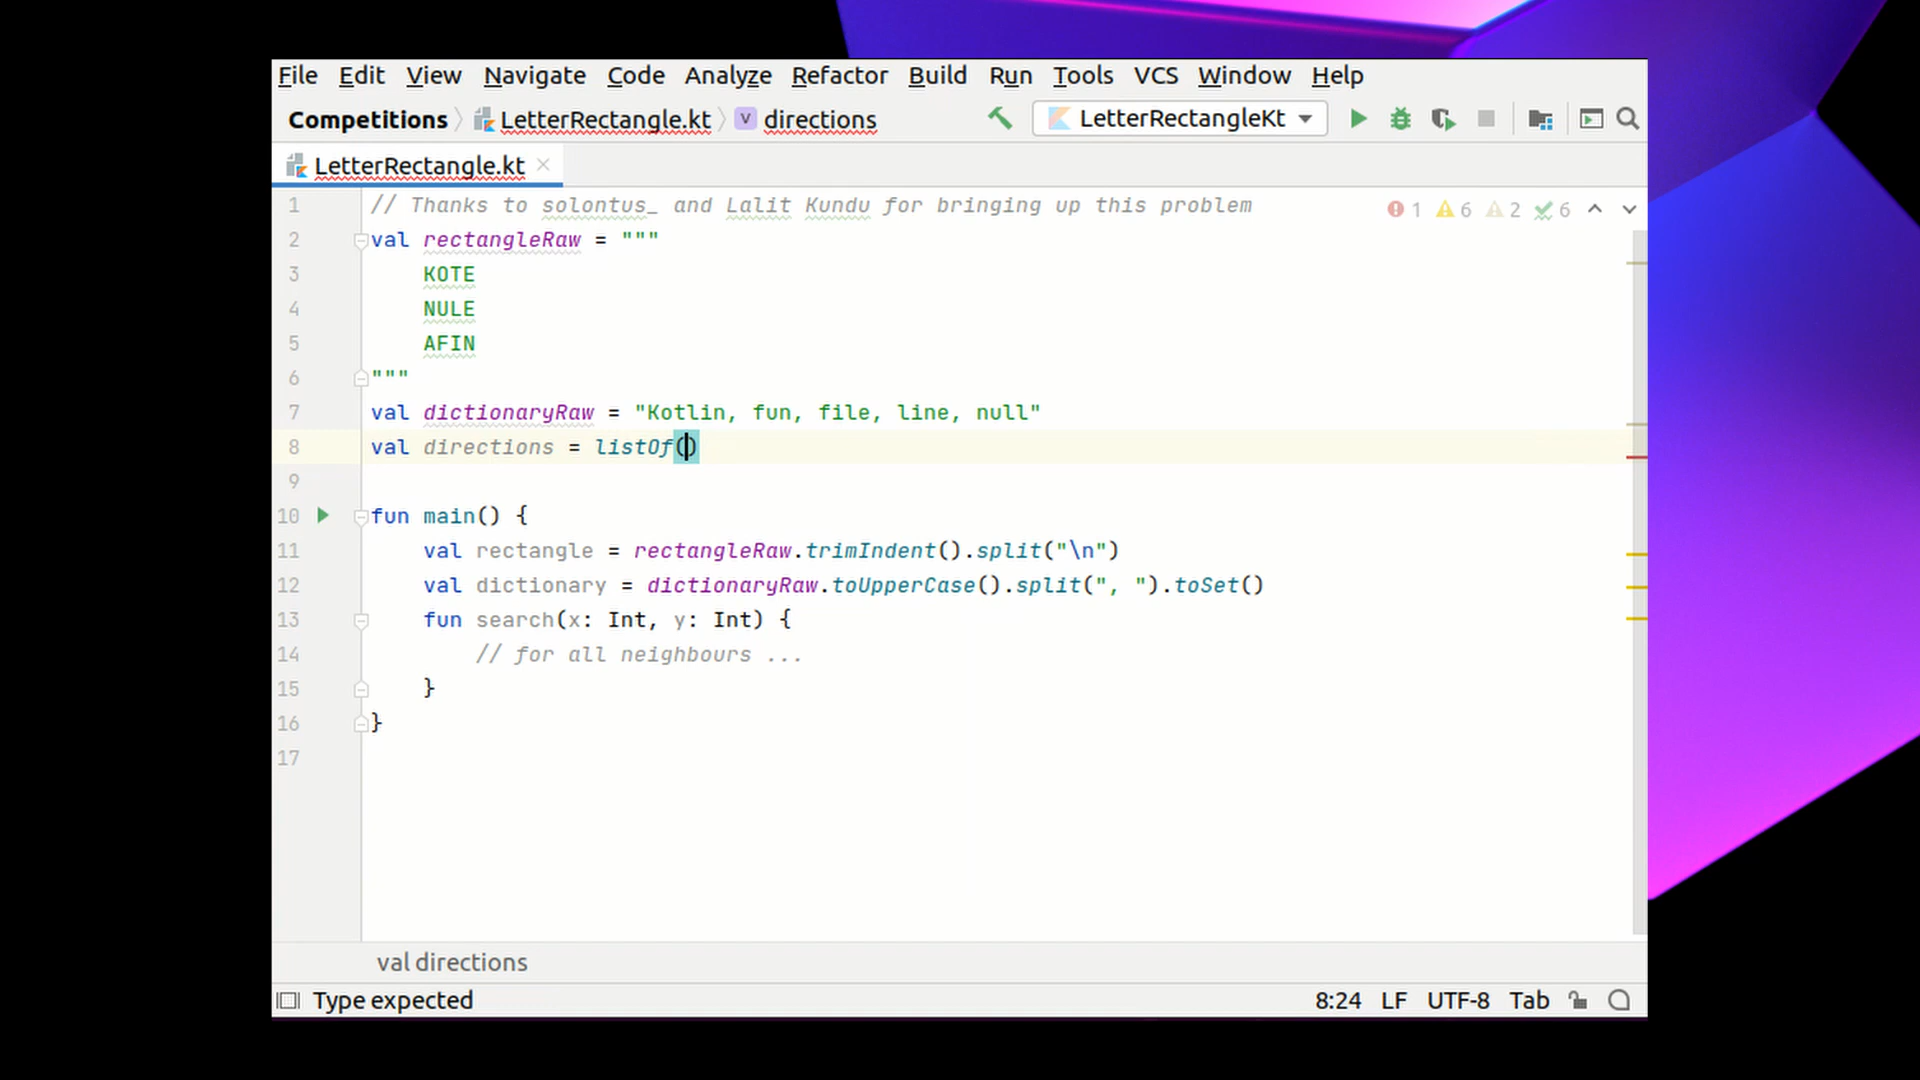 File Edit View Navigate Code Analyze Refactor Build Run Tools VCS Window Help
Competitions LetterRectangle.kt V directions LetterRectangleKt
LetterRectangle.kt
1 // Thanks to solontus_ and Lalit Kundu for bringing up this problem 1 6 2 6
2 val rectangleRaw = """
3 KOTE
4 NULE
5 AFIN
6 """
7 val dictionaryRaw = "Kotlin, fun, file, line, null"
8 val directions = listOf()
9
10 fun main() {
11 val rectangle = rectangleRaw.trimIndent().split("\n")
12 val dictionary = dictionaryRaw.toUpperCase().split(", ").toSet()
13 fun search(x: Int, y: Int) {
14 // for all neighbours ...
15 }
16 }
17
val directions
Type expected 8:24 LF UTF-8 Tab